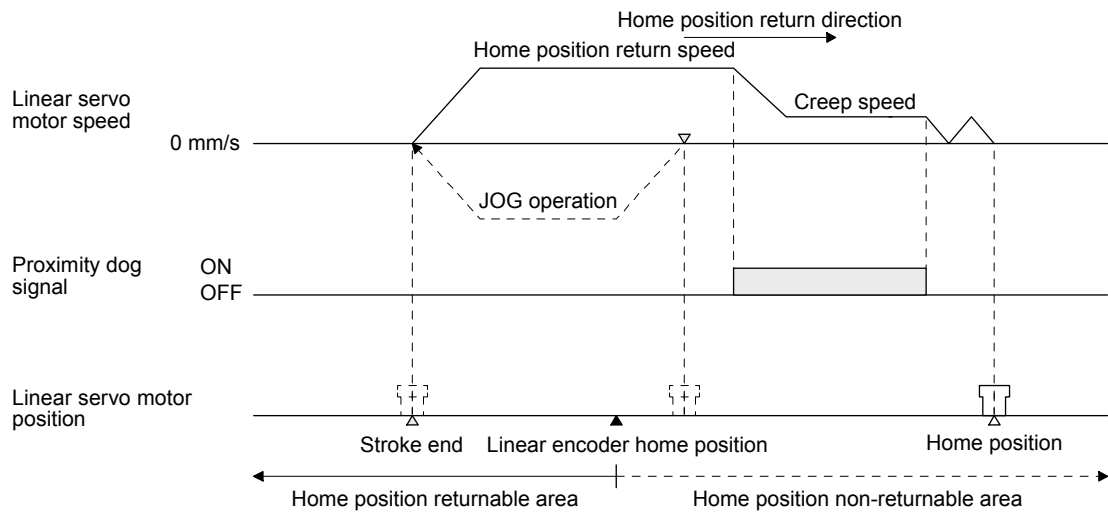 Home position return direction
Home position return speed
Linear servo
motor speed
Creep speed
0 mm/s
JOG operation
Proximity dog
signal
ON
OFF
Linear servo motor
position
Stroke end
Linear encoder home position
Home position
Home position returnable area
Home position non-returnable area